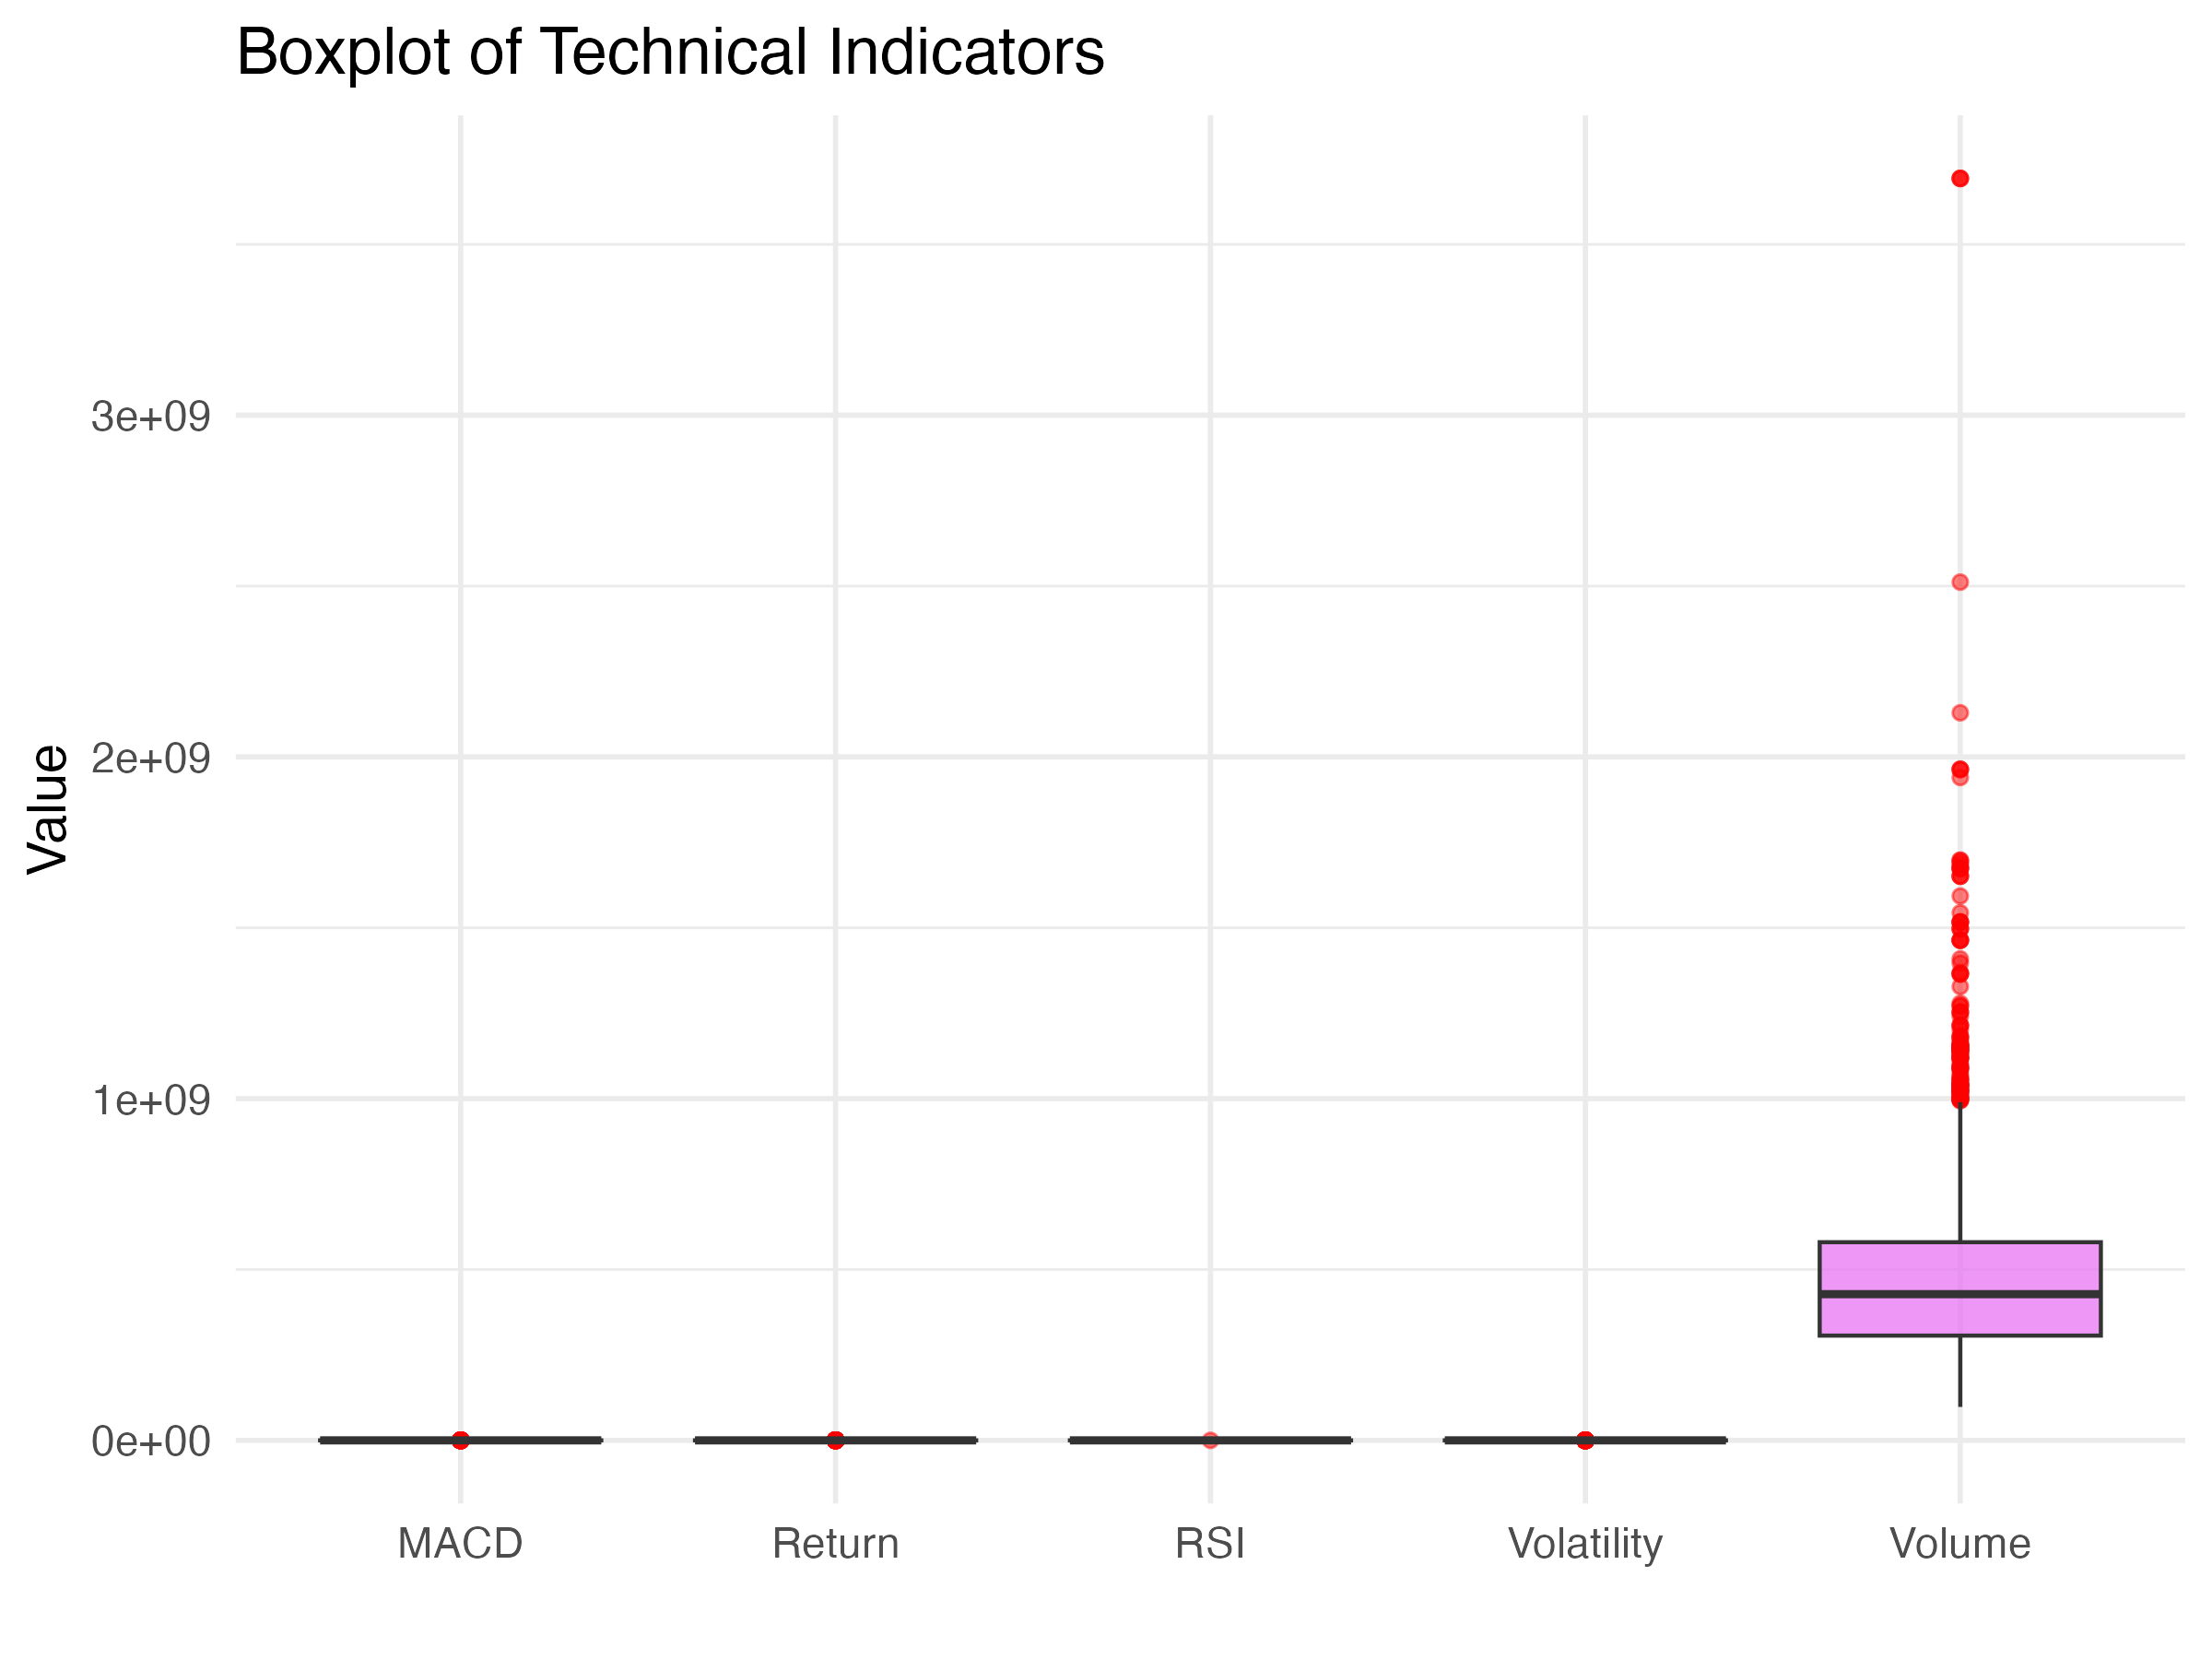 Boxplot of Technical Indicators
Value
3e+09
2e+09
1e+09
0e+00
MACD Return RSI Volatility Volume